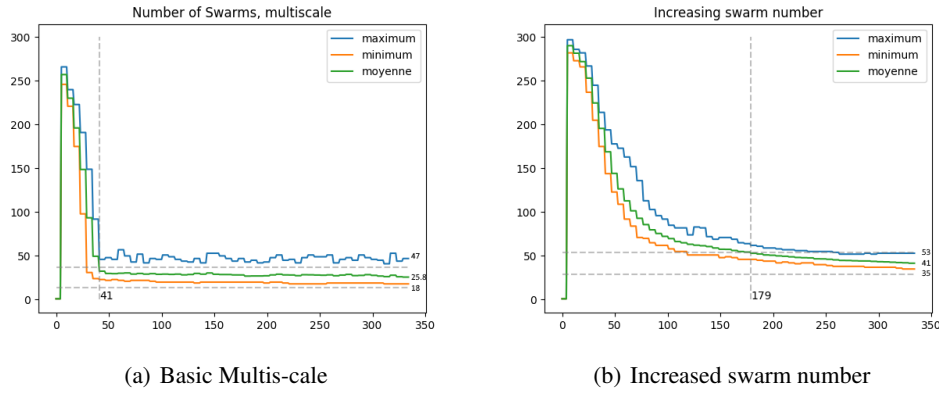 Number of Swarms, multiscale
300
250
200
150
100
50
0
maximum
minimum
moyenne
47
25.8
18
41
0 50 100 150 200 250 300 350
(a) Basic Multis-cale
Increasing swarm number
300
250
200
150
100
50
0
maximum
minimum
moyenne
53
41
35
179
0 50 100 150 200 250 300 350
(b) Increased swarm number